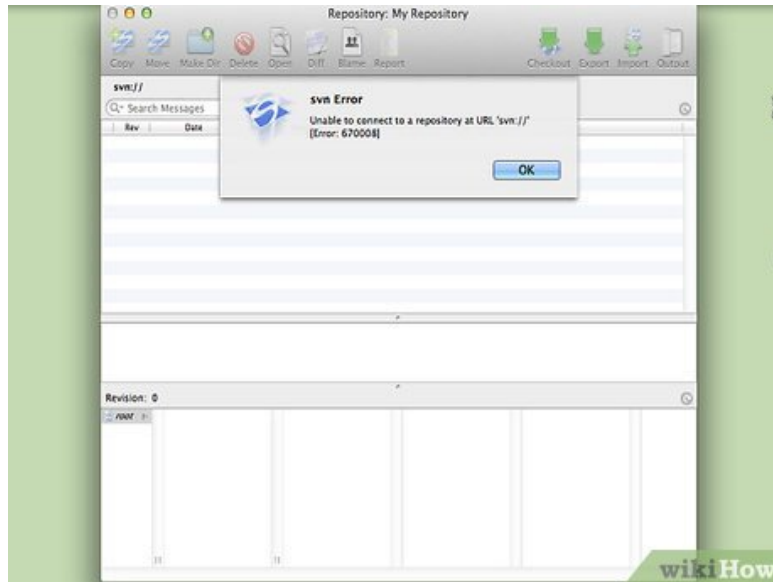 Repository: My Repository
Copy Move Make Dir Delete Open Diff Blame Report Checkout Export Import Output
svn://
Search Messages
Rev Date
svn Error
Unable to connect to a repository at URL 'svn://'
[Error: 670008]
OK
Revision: 0
root
wikiHow